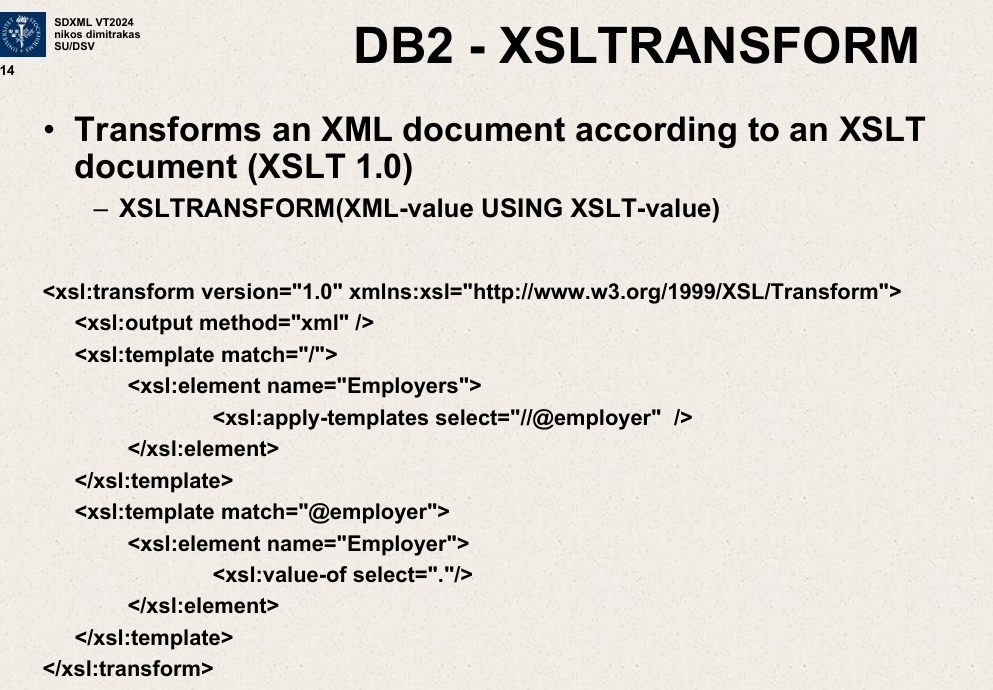 SDXML VT2024
nikos dimitrakas
SU/DSV
14
DB2 - XSLTRANSFORM
• Transforms an XML document according to an XSLT
document (XSLT 1.0)
– XSLTRANSFORM(XML-value USING XSLT-value)
<xsl:transform version="1.0" xmlns:xsl="http://www.w3.org/1999/XSL/Transform">
<xsl:output method="xml" />
<xsl:template match="/">
<xsl:element name="Employers">
<xsl:apply-templates select="//@employer"  />
</xsl:element>
</xsl:template>
<xsl:template match="@employer">
<xsl:element name="Employer">
<xsl:value-of select="."/>
</xsl:element>
</xsl:template>
</xsl:transform>